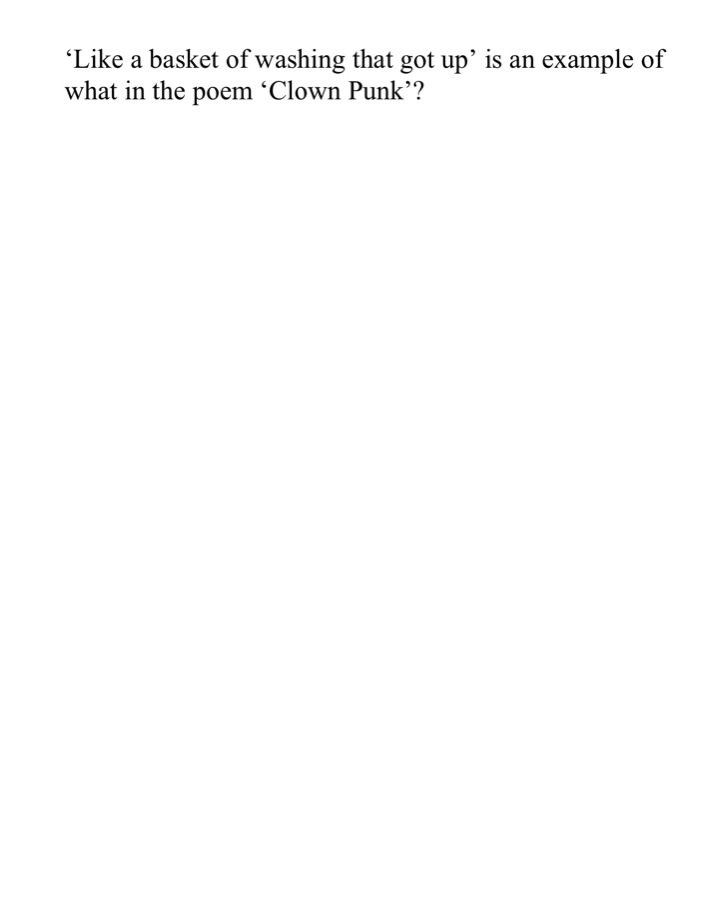 ‘Like a basket of washing that got up’ is an example of
what in the poem ‘Clown Punk’?